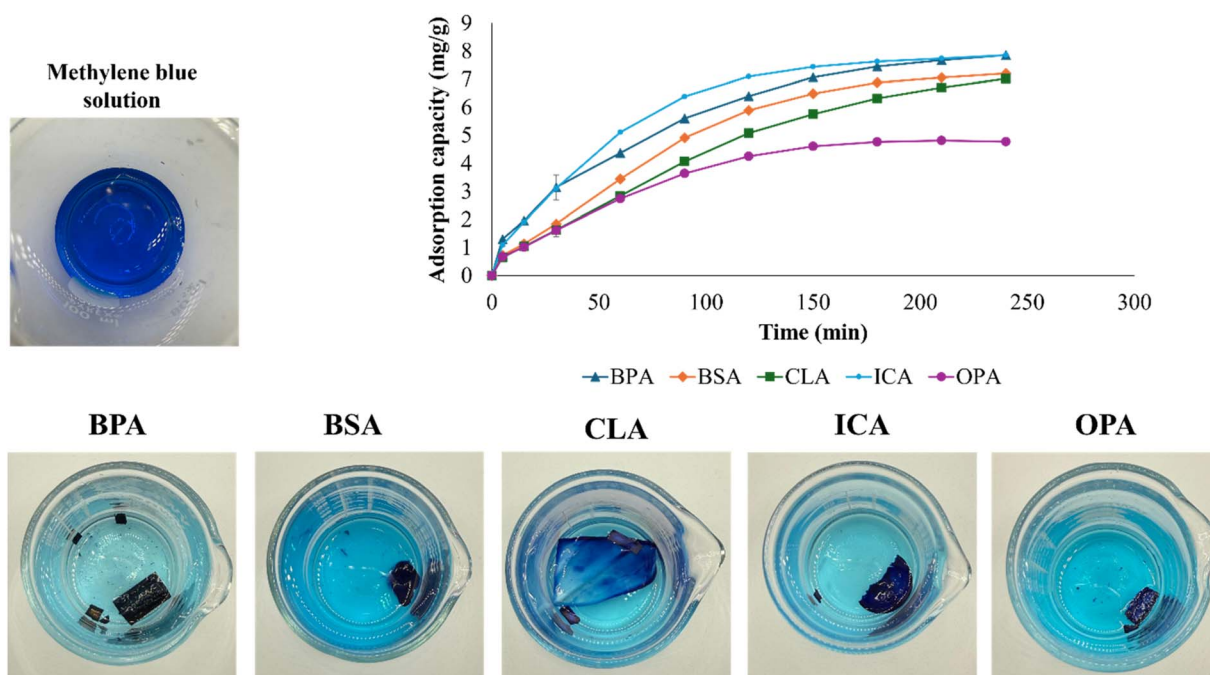 Methylene blue
solution
Adsorption capacity (mg/g)
9
8
7
6
5
4
3
2
1
0
0 50 100 150 200 250 300
Time (min)
BPA BSA CLA ICA OPA
BPA BSA CLA ICA OPA